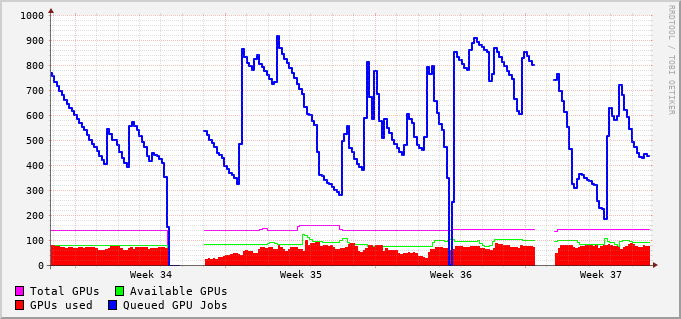 1000
900
800
700
600
500
400
300
200
100
0
Week 34 Week 35 Week 36 Week 37
Total GPUs Available GPUs
GPUs used Queued GPU Jobs
RRDTOOL / TOBI OETIKER